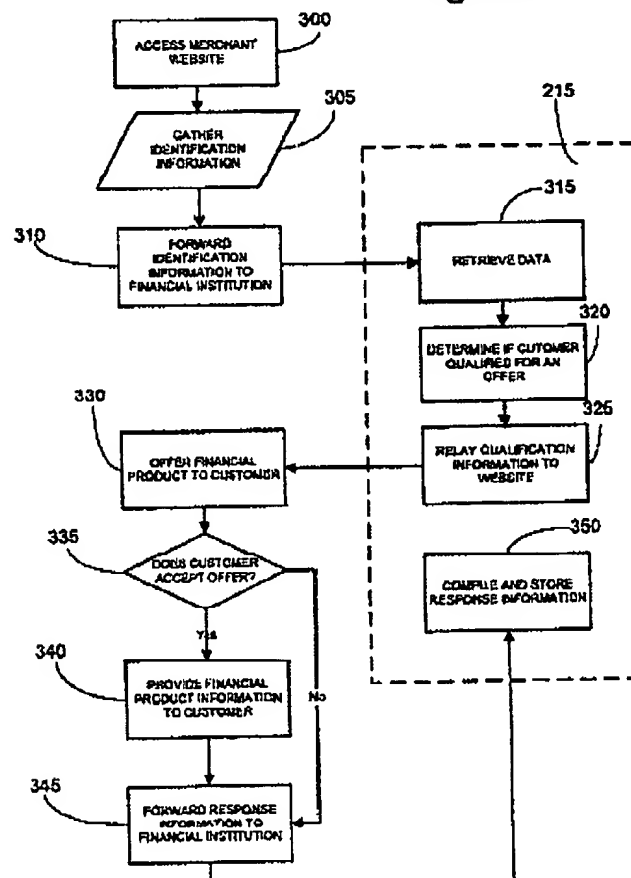 300
ACCESS MERCHANT
WEBSITE
305
GATHER
IDENTIFICATION
INFORMATION
215
310
FORWARD
IDENTIFICATION
INFORMATION TO
FINANCIAL INSTITUTION
315
RETRIEVE DATA
320
DETERMINE IF CUTOMER
QUALIFIED FOR AN
OFFER
325
RELAY QUALIFICATION
INFORMATION TO
WEBSITE
330
OFFER FINANCIAL
PRODUCT TO CUSTOMER
335
DOES CUSTOMER
ACCEPT OFFER?
Yes
No
350
COMPILE AND STORE
RESPONSE INFORMATION
340
PROVIDE FINANCIAL
PRODUCT INFORMATION
TO CUSTOMER
345
FORWARD RESPONSE
INFORMATION TO
FINANCIAL INSTITUTION